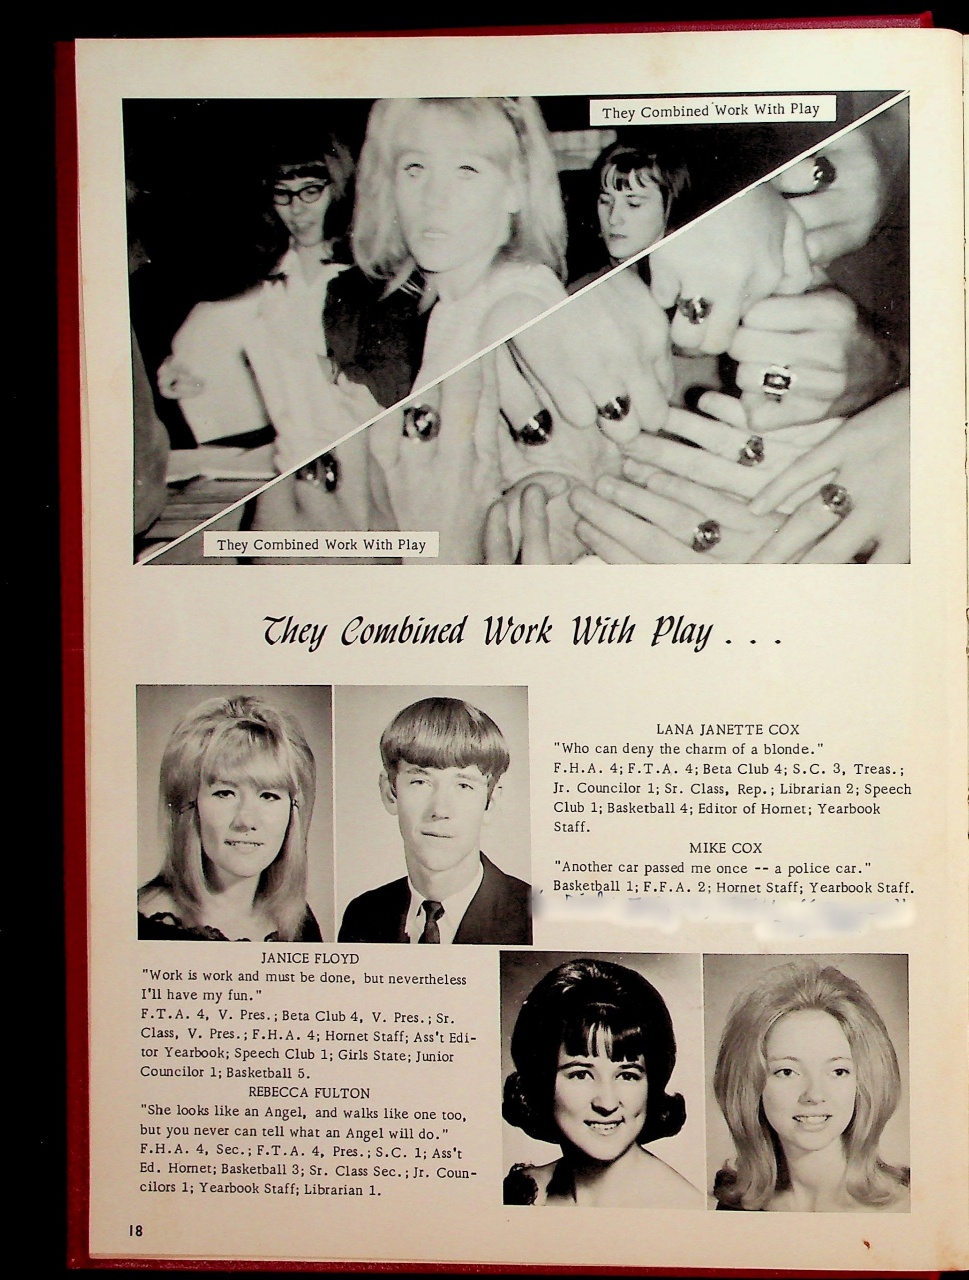 They Combined Work With Play
They Combined Work With Play
They Combined Work With Play . . .
LANA JANETTE COX
"Who can deny the charm of a blonde."
F.H.A. 4; F.T.A. 4; Beta Club 4; S.C. 3, Treas.;
Jr. Councilor 1; Sr. Class, Rep.; Librarian 2; Speech
Club 1; Basketball 4; Editor of Hornet; Yearbook
Staff.
MIKE COX
"Another car passed me once -- a police car."
Basketball 1; F.F.A. 2; Hornet Staff; Yearbook Staff.
JANICE FLOYD
"Work is work and must be done, but nevertheless
I'll have my fun."
F.T.A. 4, V. Pres.; Beta Club 4, V. Pres.; Sr.
Class, V. Pres.; F.H.A. 4; Hornet Staff; Ass't Edi-
tor Yearbook; Speech Club 1; Girls State; Junior
Councilor 1; Basketball 5.
REBECCA FULTON
"She looks like an Angel, and walks like one too,
but you never can tell what an Angel will do."
F.H.A. 4, Sec.; F.T.A. 4, Pres.; S.C. 1; Ass't
Ed. Hornet; Basketball 3; Sr. Class Sec.; Jr. Coun-
cilors 1; Yearbook Staff; Librarian 1.
18